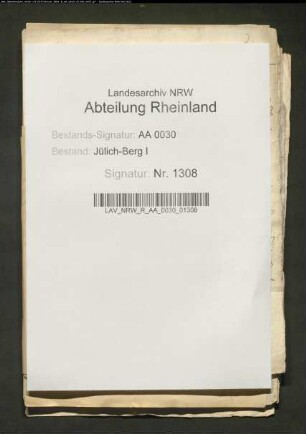 Landesarchiv NRW
Abteilung Rheinland
Bestands-Signatur: AA 0030
Bestand: Jülich-Berg I
Signatur: Nr. 1308
LAV_NRW_R_AA_0030_01308